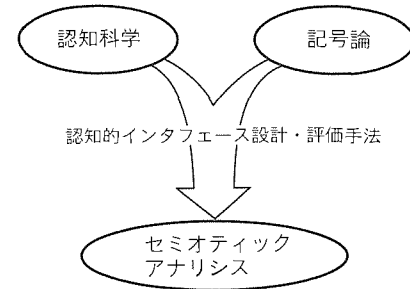 認知科学
記号論
認知的インタフェース設計・評価手法
セミオティック
アナリシス